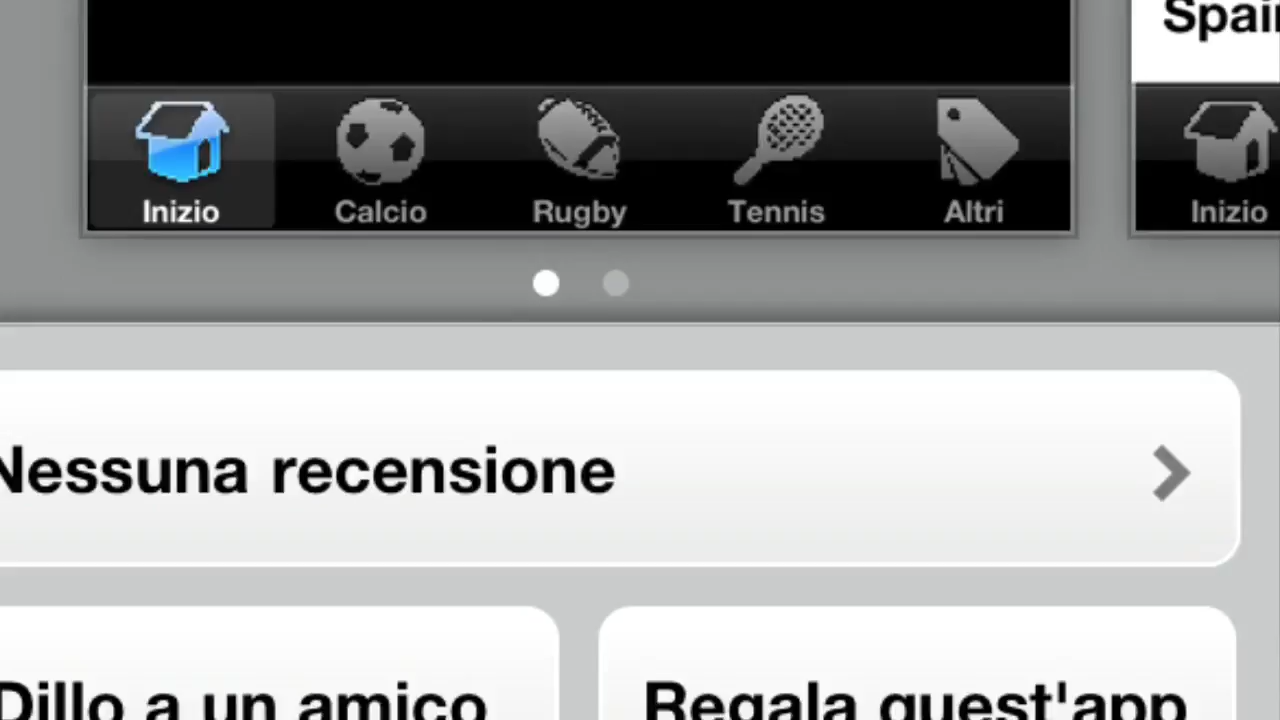 Spain
Inizio Calcio Rugby Tennis Altri Inizio
Nessuna recensione
Dillo a un amico Regala quest'app